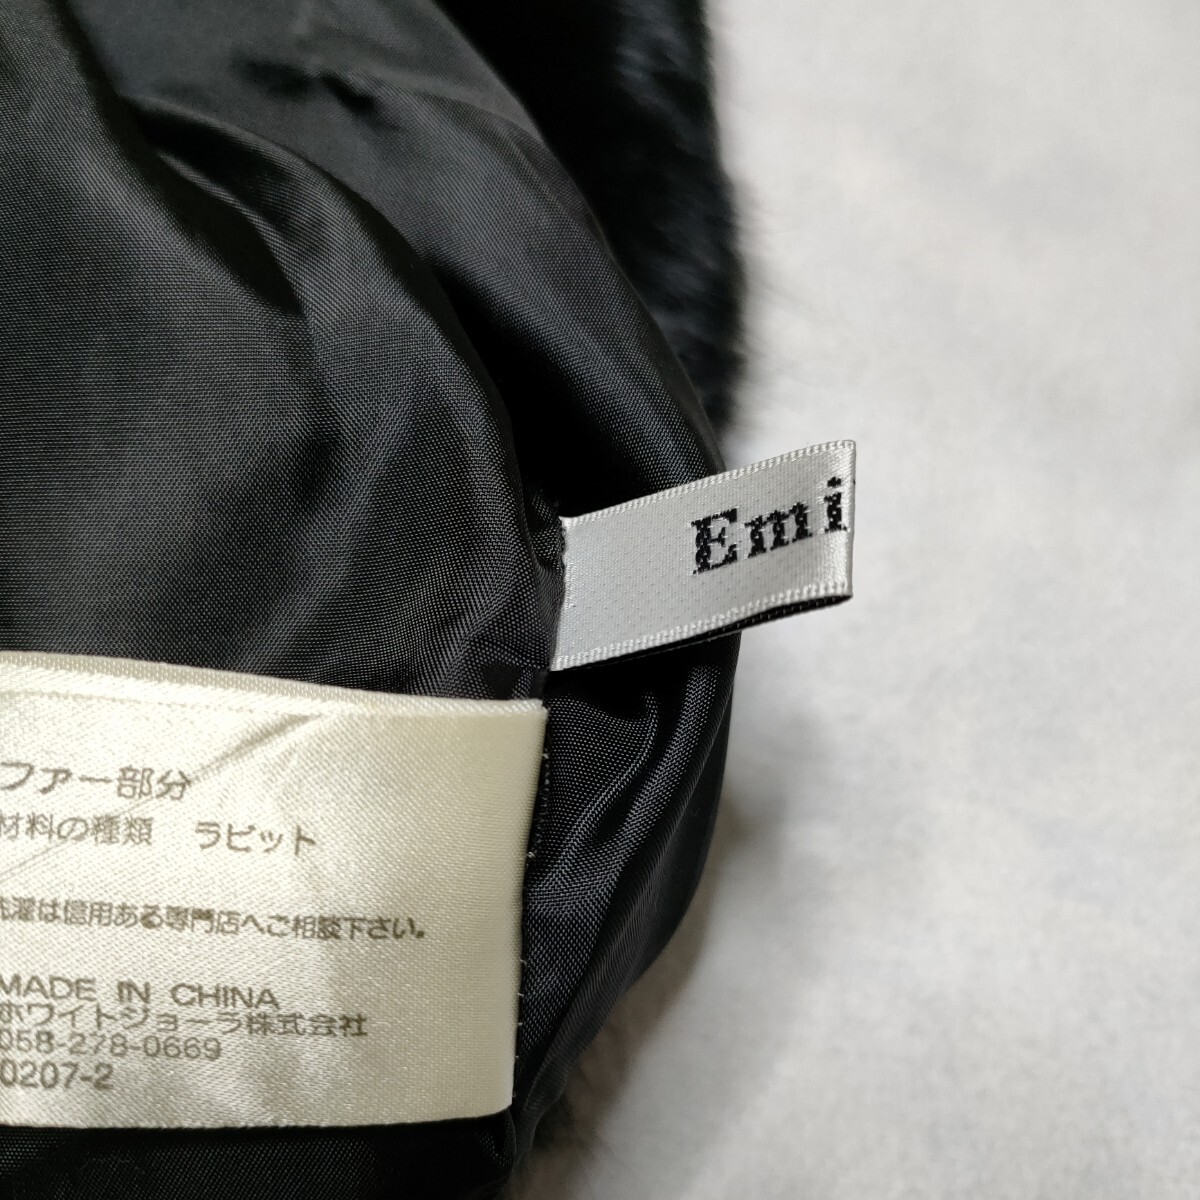 Emi
ファー部分
材料の種類　ラビット
洗濯は信用ある専門店へご相談下さい。
MADE IN CHINA
ホワイトジョーラ株式会社
058-278-0669
0207-2